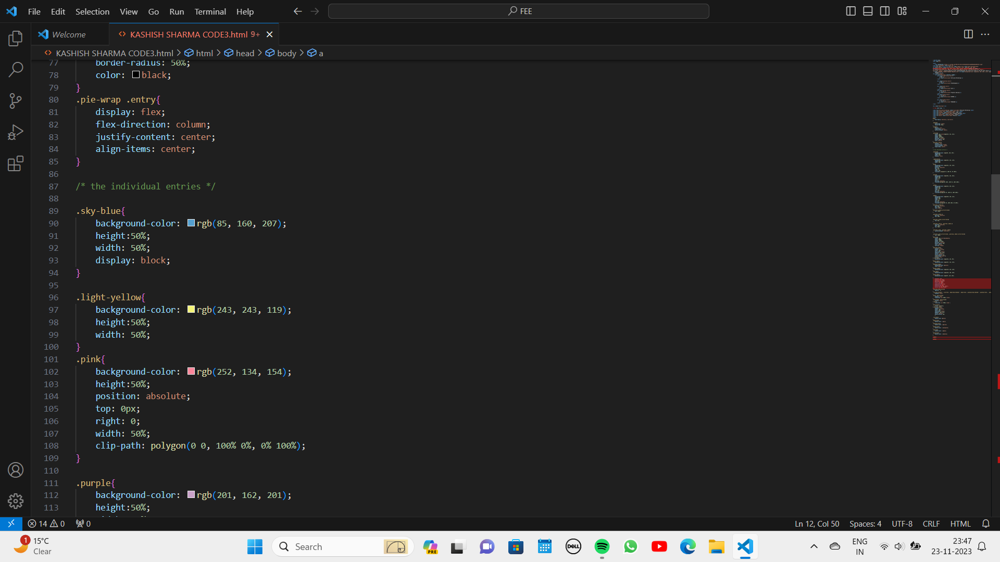 File Edit Selection View Go Run Terminal Help
FEE
Welcome
KASHISH SHARMA CODE3.html 9+
KASHISH SHARMA CODE3.html > html > head > body > a
77 border-radius: 50%;
78 color: black;
79 }
80 .pie-wrap .entry{
81 display: flex;
82 flex-direction: column;
83 justify-content: center;
84 align-items: center;
85 }
86
87 /* the individual entries */
88
89 .sky-blue{
90 background-color: rgb(85, 160, 207);
91 height:50%;
92 width: 50%;
93 display: block;
94 }
95
96 .light-yellow{
97 background-color: rgb(243, 243, 119);
98 height:50%;
99 width: 50%;
100 }
101 .pink{
102 background-color: rgb(252, 134, 154);
103 height:50%;
104 position: absolute;
105 top: 0px;
106 right: 0;
107 width: 50%;
108 clip-path: polygon(0 0, 100% 0%, 0% 100%);
109 }
110
111 .purple{
112 background-color: rgb(201, 162, 201);
113 height:50%;
14 0 0
Ln 12, Col 50 Spaces: 4 UTF-8 CRLF HTML
1
15°C
Clear
Search
PRE
DELL
ENG
IN
23:47
23-11-2023